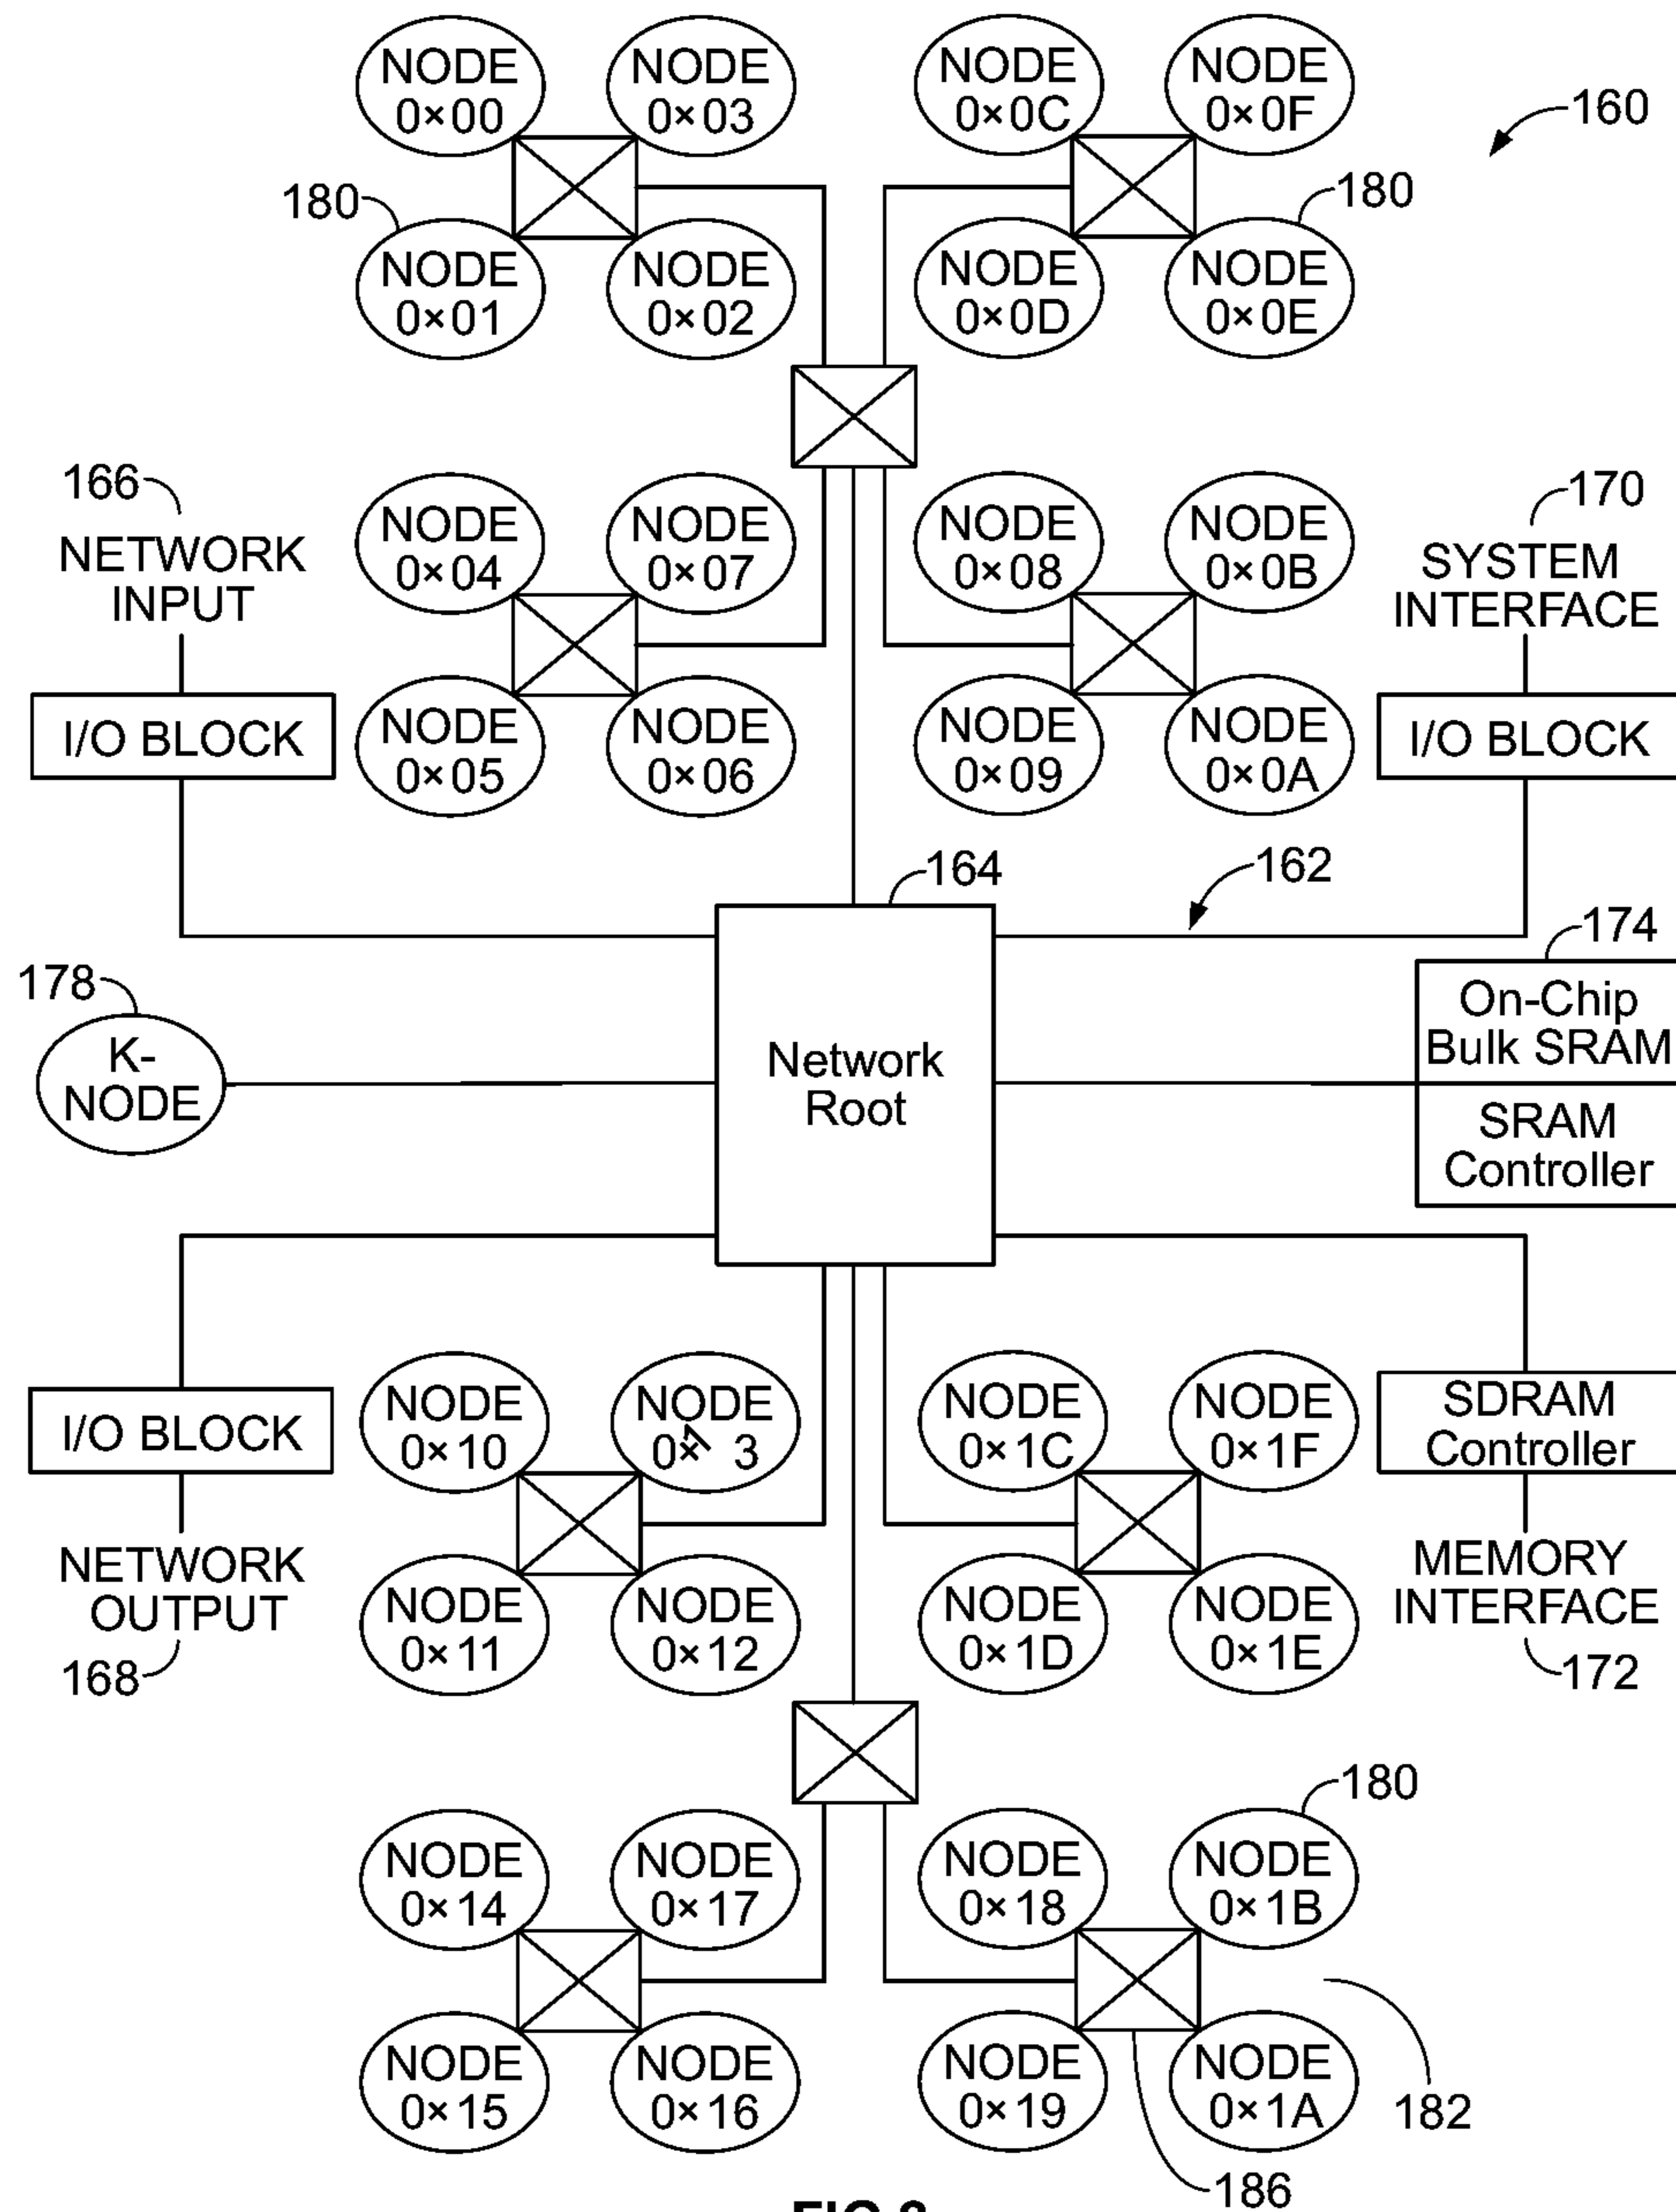 NODE
0×00
NODE
0×03
NODE
0×0C
NODE
0×0F
160
180
180
NODE
0×01
NODE
0×02
NODE
0×0D
NODE
0×0E
166
NETWORK
INPUT
I/O BLOCK
NODE
0×04
NODE
0×07
NODE
0×08
NODE
0×0B
170
SYSTEM
INTERFACE
I/O BLOCK
NODE
0×05
NODE
0×06
NODE
0×09
NODE
0×0A
164
162
174
178
K-
NODE
Network
Root
On-Chip
Bulk SRAM
SRAM
Controller
I/O BLOCK
NETWORK
OUTPUT
168
NODE
0×10
NODE
0×1 3
NODE
0×1C
NODE
0×1F
SDRAM
Controller
MEMORY
INTERFACE
172
NODE
0×11
NODE
0×12
NODE
0×1D
NODE
0×1E
180
NODE
0×14
NODE
0×17
NODE
0×18
NODE
0×1B
NODE
0×15
NODE
0×16
NODE
0×19
NODE
0×1A
182
186